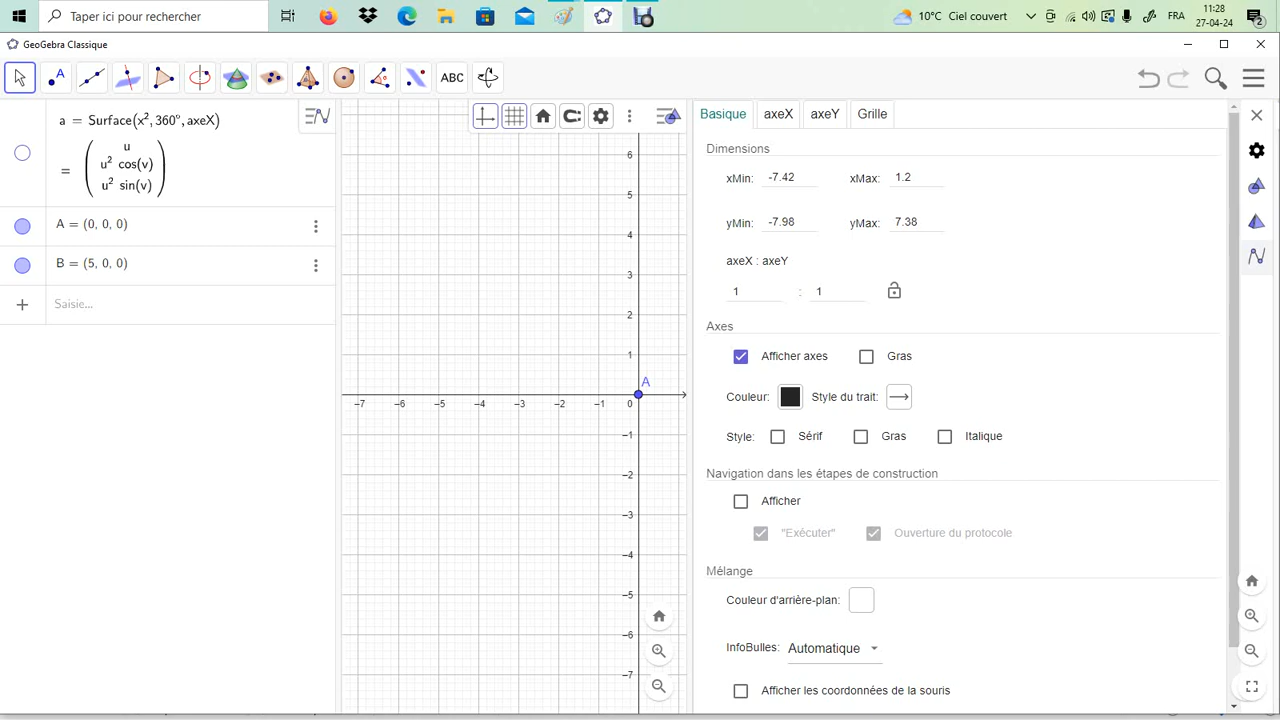 Taper ici pour rechercher
10°C Ciel couvert
FRA
11:28
27-04-24
2
GeoGebra Classique
A
ABC
a = Surface(x², 360°, axeX)
= ( u
u² cos(v)
u² sin(v) )
A = (0, 0, 0)
B = (5, 0, 0)
+ Saisie...
6
5
4
3
2
1
A
−7 −6 −5 −4 −3 −2 −1 0
−1
−2
−3
−4
−5
−6
−7
Basique axeX axeY Grille
Dimensions
xMin: -7.42 xMax: 1.2
yMin: -7.98 yMax: 7.38
axeX : axeY
1 : 1
Axes
Afficher axes Gras
Couleur: Style du trait:
Style: Sérif Gras Italique
Navigation dans les étapes de construction
Afficher
"Exécuter" Ouverture du protocole
Mélange
Couleur d'arrière-plan:
InfoBulles: Automatique
Afficher les coordonnées de la souris